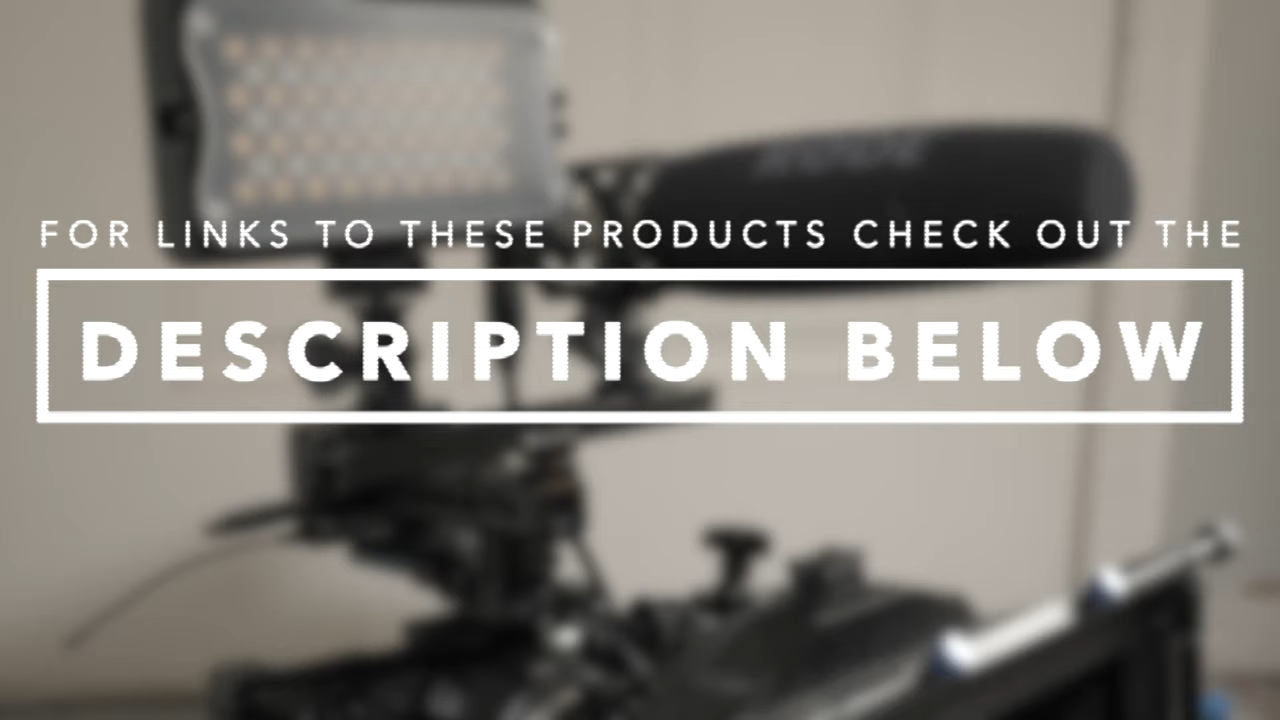 FOR LINKS TO THESE PRODUCTS CHECK OUT THE
DESCRIPTION BELOW